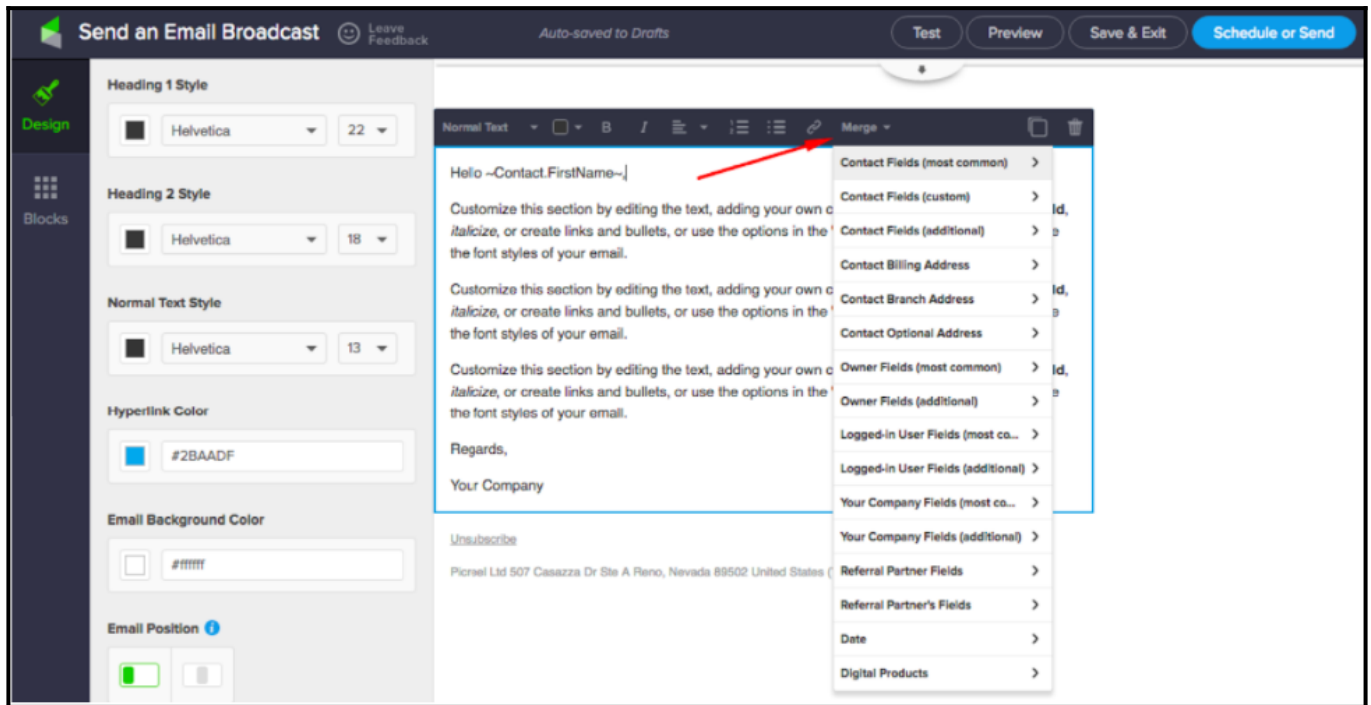 Send an Email Broadcast
Leave
Feedback
Auto-saved to Drafts
Test
Preview
Save & Exit
Schedule or Send
Design
Blocks
Heading 1 Style
Helvetica
22
Heading 2 Style
Helvetica
18
Normal Text Style
Helvetica
13
Hyperlink Color
#2BAADF
Email Background Color
#ffffff
Email Position
Normal Text
B
I
Merge
Hello ~Contact.FirstName~,
Customize this section by editing the text, adding your own c
ld,
italicize, or create links and bullets, or use the options in the "
e
the font styles of your email.
Customize this section by editing the text, adding your own c
ld,
italicize, or create links and bullets, or use the options in the "
e
the font styles of your email.
Customize this section by editing the text, adding your own c
ld,
italicize, or create links and bullets, or use the options in the "
e
the font styles of your email.
Regards,
Your Company
Unsubscribe
507 Casazza Dr Ste A Reno, Nevada 89502 United States (
Contact Fields (most common)
Contact Fields (custom)
Contact Fields (additional)
Contact Billing Address
Contact Branch Address
Contact Optional Address
Owner Fields (most common)
Owner Fields (additional)
Logged-in User Fields (most co...
Logged-in User Fields (additional)
Your Company Fields (most co...
Your Company Fields (additional)
Referral Partner Fields
Referral Partner's Fields
Date
Digital Products